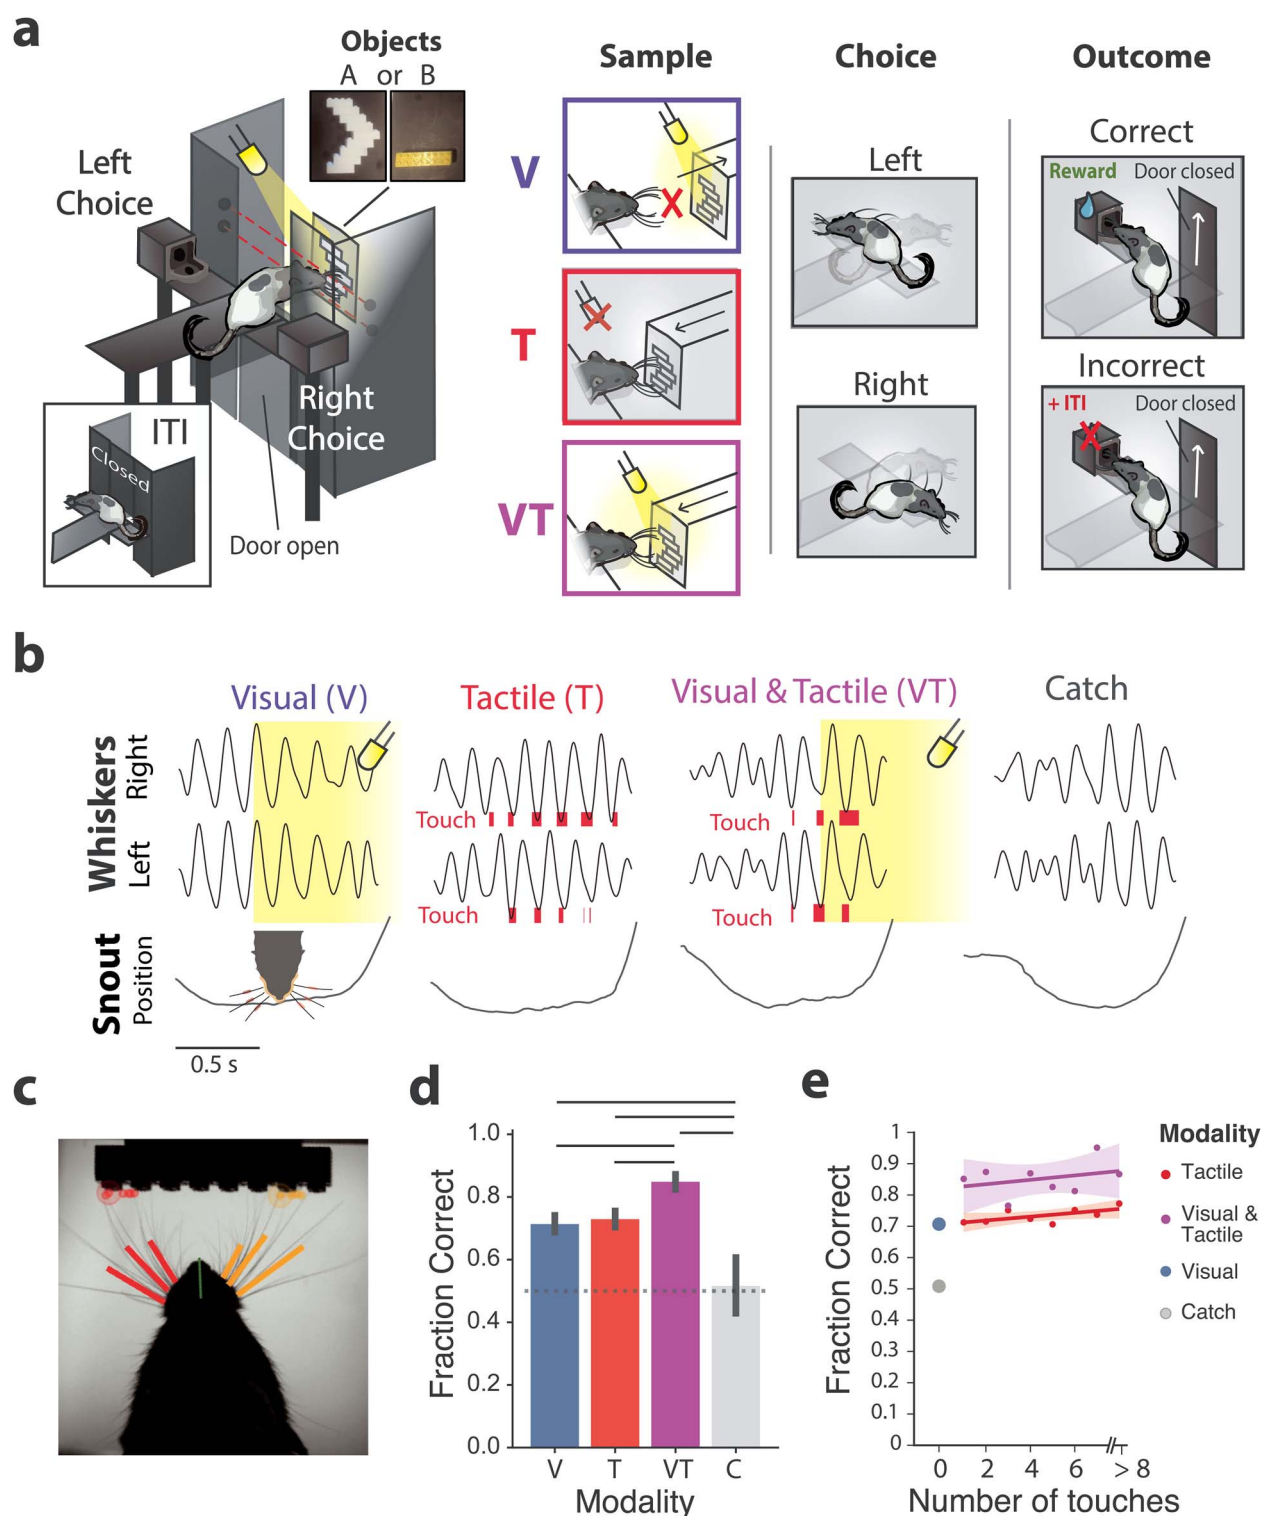 a
Objects
A or B
Left
Choice
Right
Choice
ITI
Closed
Door open
Sample
V
T
VT
Choice
Left
Right
Outcome
Correct
Reward
Door closed
Incorrect
+ ITI
Door closed
b
Visual (V)
Tactile (T)
Visual & Tactile (VT)
Catch
Whiskers
Right
Touch
Touch
Left
Touch
Touch
Snout
Position
0.5 s
c
d
Fraction Correct
1.0
0.8
0.6
0.4
0.2
0.0
V T VT C
Modality
e
Fraction Correct
1
0.9
0.8
0.7
0.6
0.5
0.4
0.3
0.2
0.1
0
0 2 4 6 > 8
Number of touches
Modality
Tactile
Visual &
Tactile
Visual
Catch